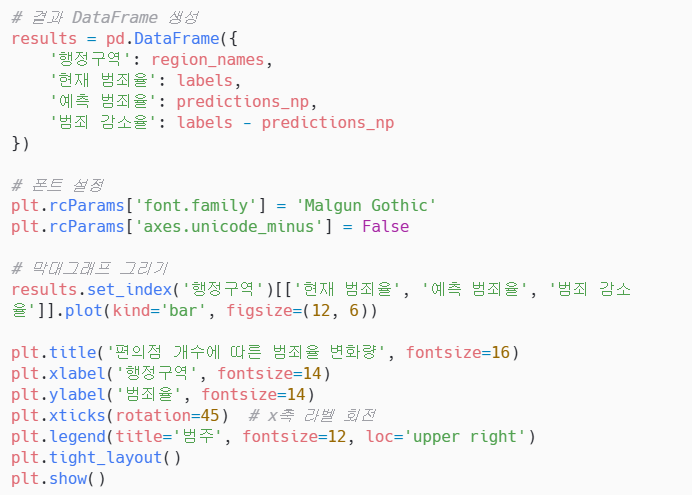 # 결과 DataFrame 생성
results = pd.DataFrame({
    '행정구역': region_names,
    '현재 범죄율': labels,
    '예측 범죄율': predictions_np,
    '범죄 감소율': labels - predictions_np
})

# 폰트 설정
plt.rcParams['font.family'] = 'Malgun Gothic'
plt.rcParams['axes.unicode_minus'] = False

# 막대그래프 그리기
results.set_index('행정구역')[['현재 범죄율', '예측 범죄율', '범죄 감소
율']].plot(kind='bar', figsize=(12, 6))

plt.title('편의점 개수에 따른 범죄율 변화량', fontsize=16)
plt.xlabel('행정구역', fontsize=14)
plt.ylabel('범죄율', fontsize=14)
plt.xticks(rotation=45)  # x축 라벨 회전
plt.legend(title='범주', fontsize=12, loc='upper right')
plt.tight_layout()
plt.show()